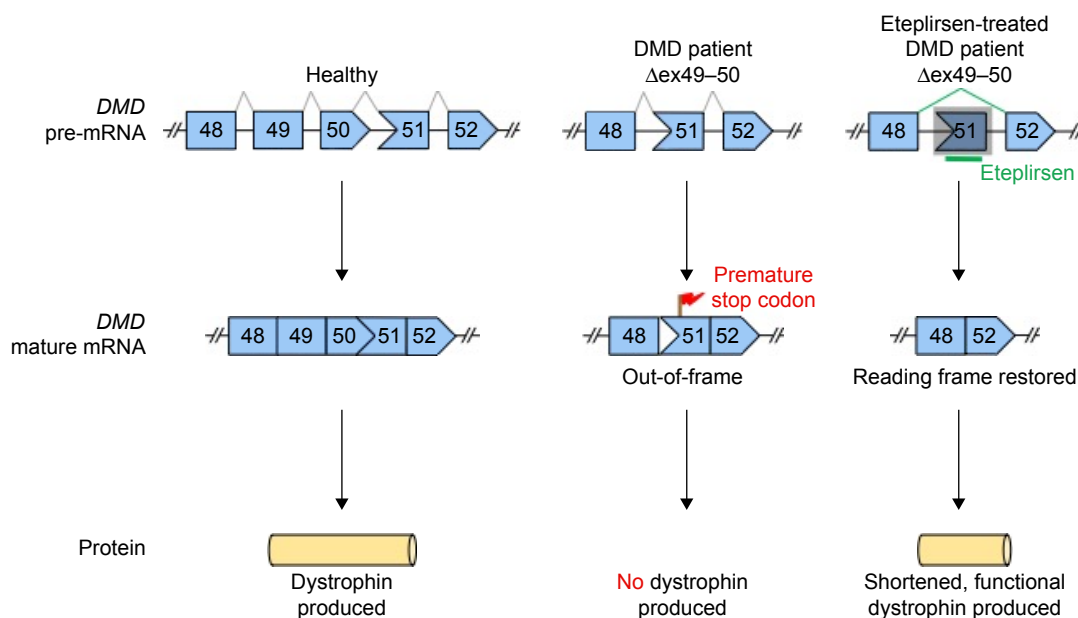 Healthy
DMD patient
Δex49–50
Eteplirsen-treated
DMD patient
Δex49–50
DMD
pre-mRNA
48 49 50 51 52
48 51 52
48 51 52
Eteplirsen
Premature
stop codon
DMD
mature mRNA
48 49 50 51 52
48 51 52
48 52
Out-of-frame
Reading frame restored
Protein
Dystrophin
produced
No dystrophin
produced
Shortened, functional
dystrophin produced